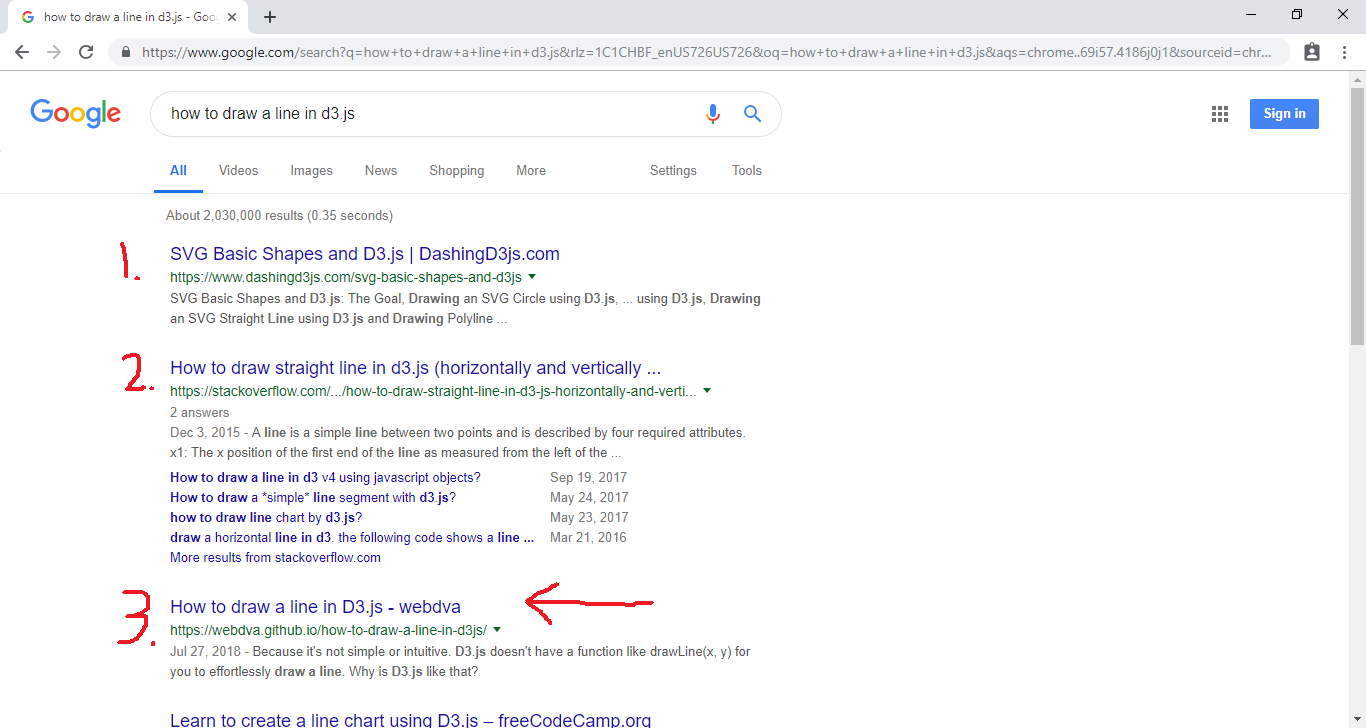 how to draw a line in d3.js - Goo
https://www.google.com/search?q=how+to+draw+a+line+in+d3.js&rlz=1C1CHBF_enUS726US726&oq=how+to+draw+a+line+in+d3.js&aqs=chrome..69i57.4186j0j1&sourceid=chr...
Google
how to draw a line in d3.js
Sign in
All Videos Images News Shopping More Settings Tools
About 2,030,000 results (0.35 seconds)
1.
SVG Basic Shapes and D3.js | DashingD3js.com
https://www.dashingd3js.com/svg-basic-shapes-and-d3js
SVG Basic Shapes and D3.js: The Goal, Drawing an SVG Circle using D3.js, ... using D3.js, Drawing
an SVG Straight Line using D3.js and Drawing Polyline ...
2.
How to draw straight line in d3.js (horizontally and vertically ...
https://stackoverflow.com/.../how-to-draw-straight-line-in-d3-js-horizontally-and-verti...
2 answers
Dec 3, 2015 - A line is a simple line between two points and is described by four required attributes.
x1: The x position of the first end of the line as measured from the left of the ...
How to draw a line in d3 v4 using javascript objects? Sep 19, 2017
How to draw a *simple* line segment with d3.js? May 24, 2017
how to draw line chart by d3.js? May 23, 2017
draw a horizontal line in d3. the following code shows a line ... Mar 21, 2016
More results from stackoverflow.com
3.
How to draw a line in D3.js - webdva
https://webdva.github.io/how-to-draw-a-line-in-d3js/
Jul 27, 2018 - Because it's not simple or intuitive. D3.js doesn't have a function like drawLine(x, y) for
you to effortlessly draw a line. Why is D3.js like that?
Learn to create a line chart using D3.js – freeCodeCamp.org